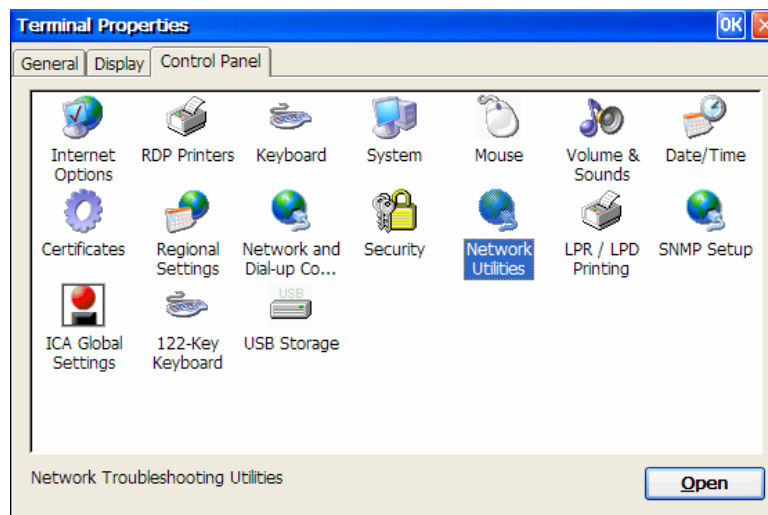 Terminal Properties
OK
General Display Control Panel
Internet Options
RDP Printers
Keyboard
System
Mouse
Volume & Sounds
Date/Time
Certificates
Regional Settings
Network and Dial-up Co...
Security
Network Utilities
LPR / LPD Printing
SNMP Setup
ICA Global Settings
122-Key Keyboard
USB
USB Storage
Network Troubleshooting Utilities
Open